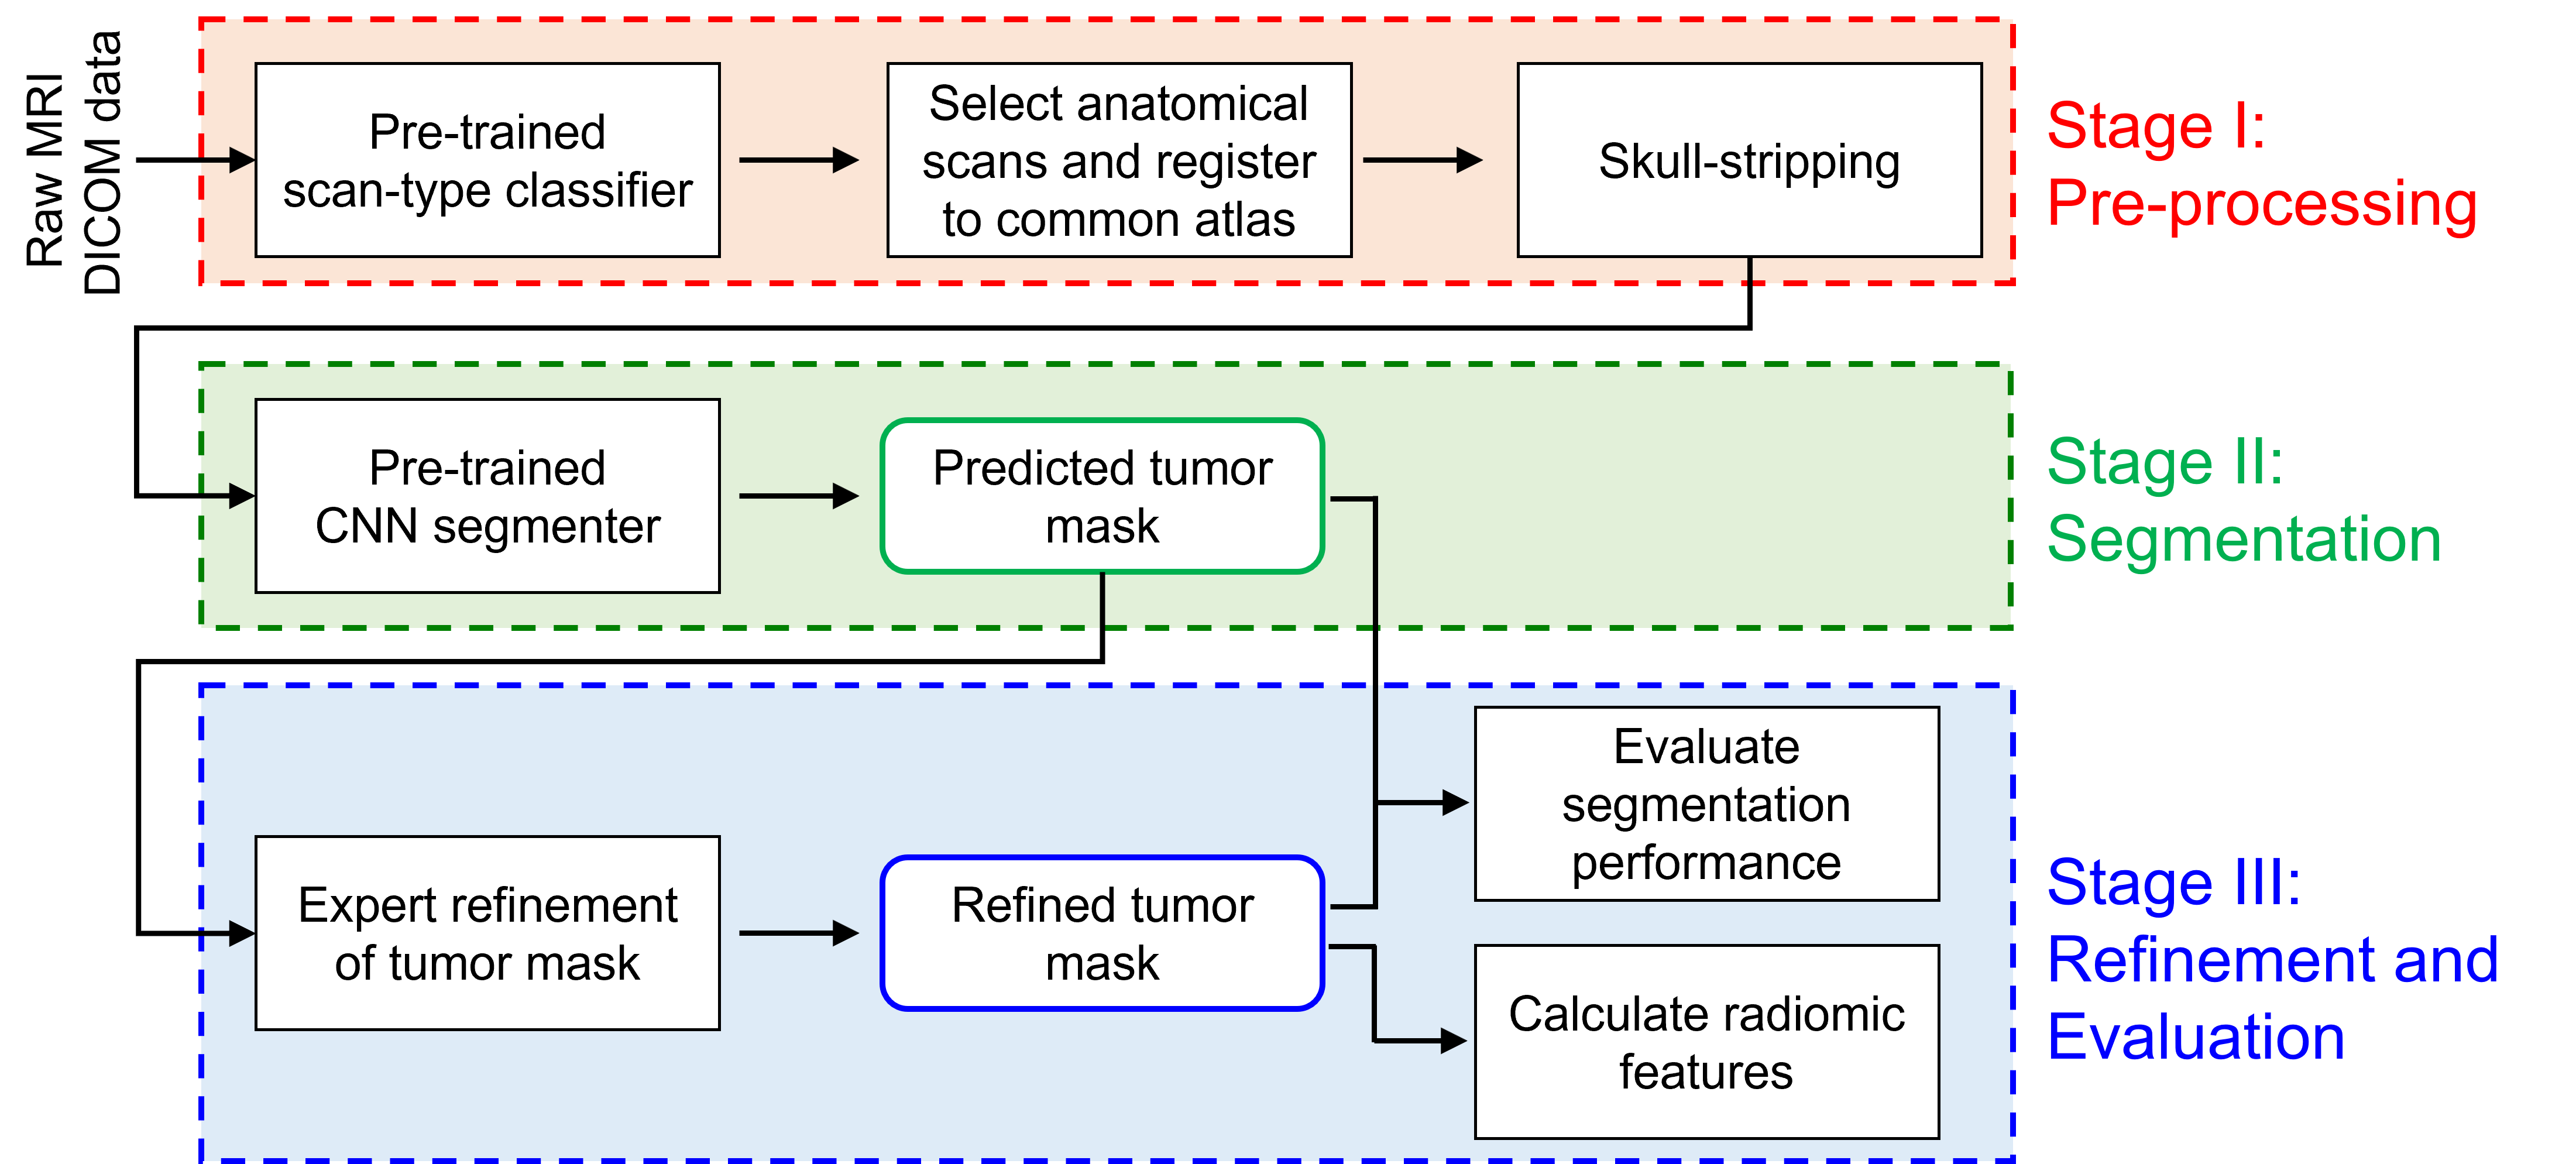 Raw MRI
DICOM data
Pre-trained
scan-type classifier
Select anatomical
scans and register
to common atlas
Skull-stripping
Stage I:
Pre-processing
Pre-trained
CNN segmenter
Predicted tumor
mask
Stage II:
Segmentation
Expert refinement
of tumor mask
Refined tumor
mask
Evaluate
segmentation
performance
Calculate radiomic
features
Stage III:
Refinement and
Evaluation